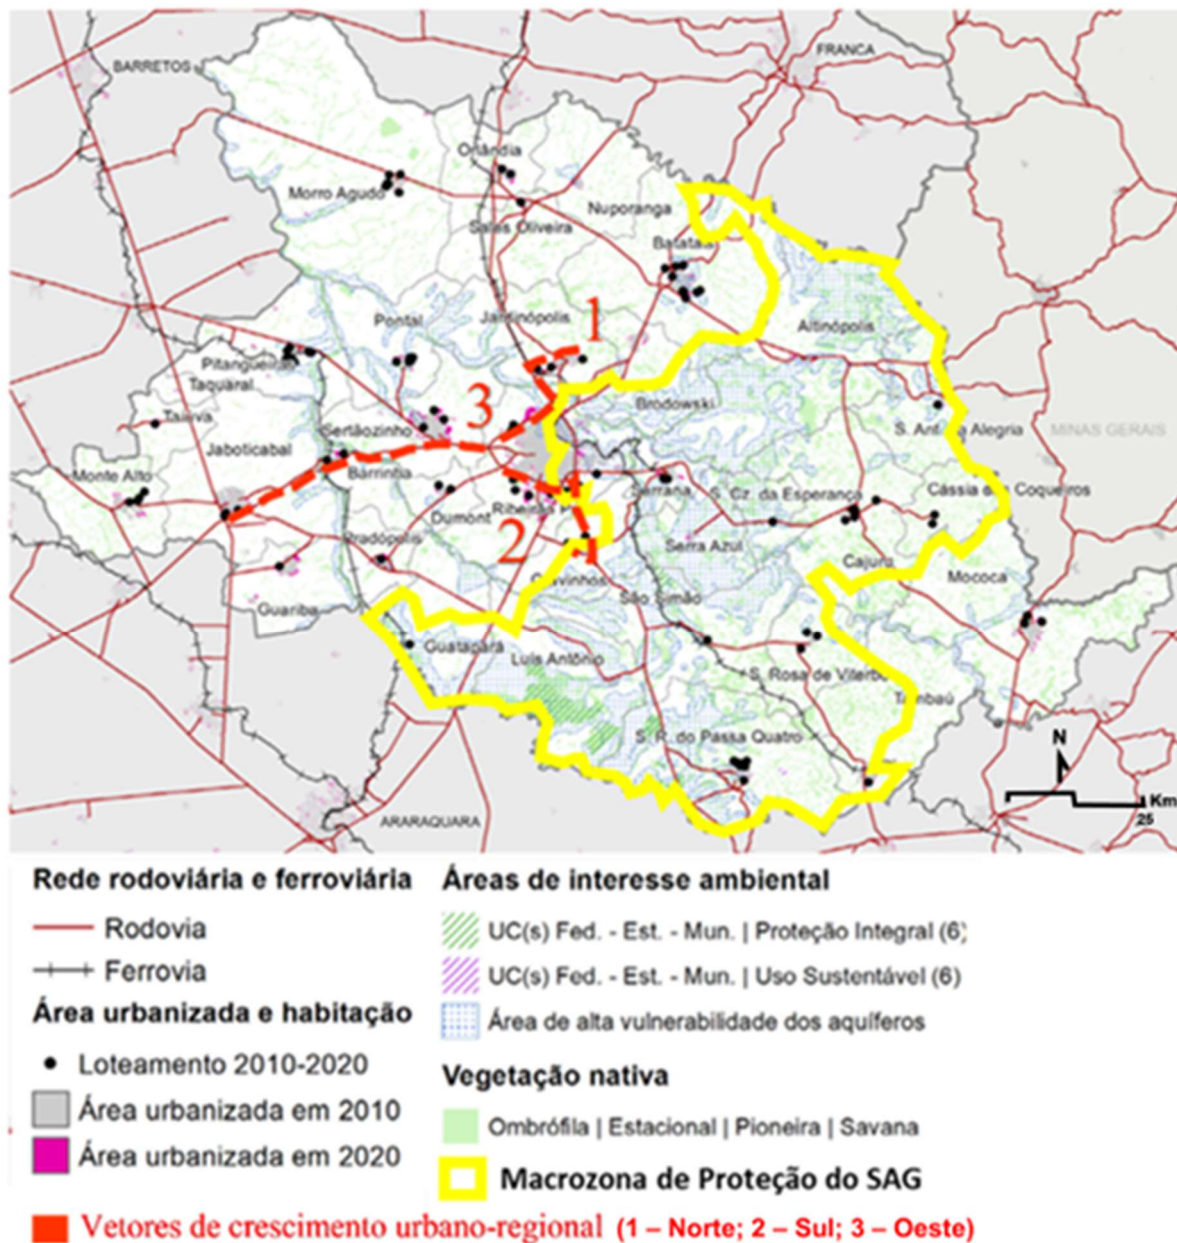 FRANCA
BARRETOS
Orlândia
Morro Agudo
Nuporanga
Sales Oliveira
Batatais
Pontal
Jardinópolis
1
Altinópolis
Pitangueiras
Taquaral
3
Brodowski
Taiúva
Sertãozinho
S. Ant. da Alegria
MINAS GERAIS
Jaboticabal
Monte Alto
Barrintia
Serrana
S. Cz. da Esperança
Cássia dos Coqueiros
Ribeirão P
Dumont
Pradópolis
2
Serra Azul
Cajuru
Mococa
Cravinhos
São Simão
Guariba
Guatapará
Luís Antônio
S. Rosa de Viterbo
Tambaú
S. R. do Passa Quatro
N
Km
25
ARARAQUARA
Rede rodoviária e ferroviária
Rodovia
Ferrovia
Área urbanizada e habitação
Loteamento 2010-2020
Área urbanizada em 2010
Área urbanizada em 2020
Áreas de interesse ambiental
UC(s) Fed. - Est. - Mun. | Proteção Integral (6)
UC(s) Fed. - Est. - Mun. | Uso Sustentável (6)
Área de alta vulnerabilidade dos aquíferos
Vegetação nativa
Ombrófila | Estacional | Pioneira | Savana
Macrozona de Proteção do SAG
Vetores de crescimento urbano-regional (1 – Norte; 2 – Sul; 3 – Oeste)